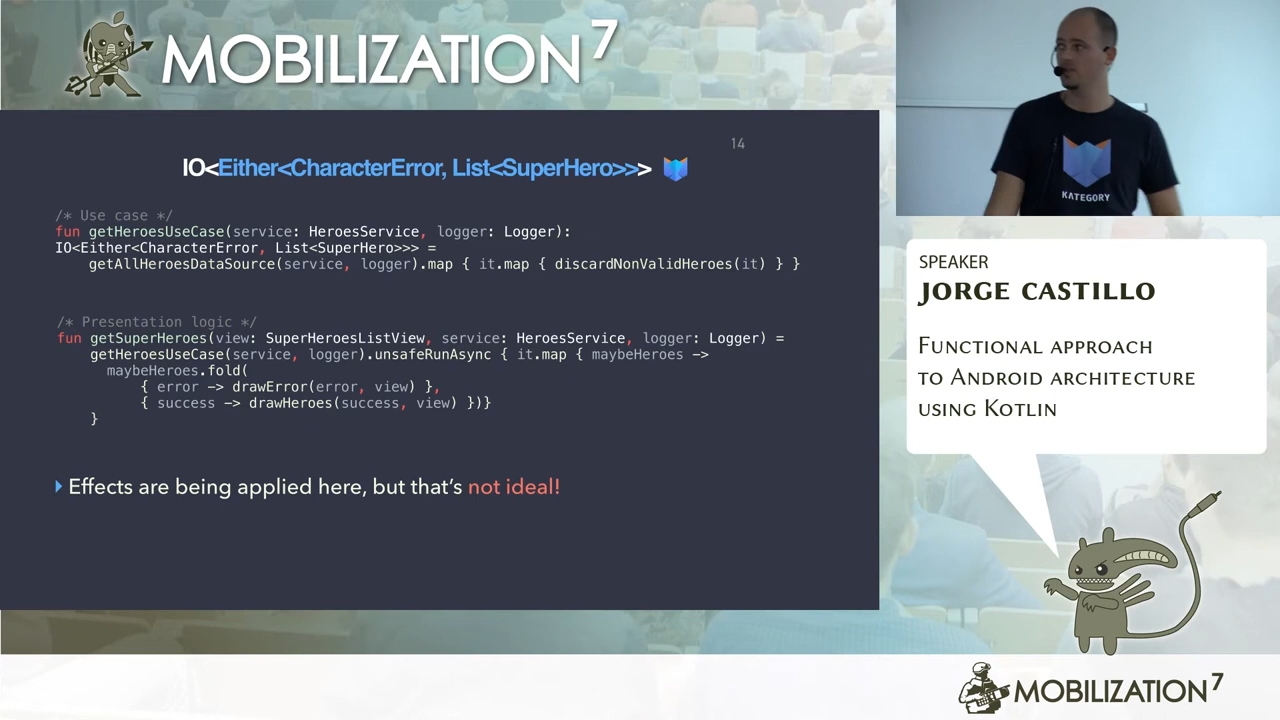 MOBILIZATION 7
14
IO<Either<CharacterError, List<SuperHero>>>
/* Use case */
fun getHeroesUseCase(service: HeroesService, logger: Logger):
IO<Either<CharacterError, List<SuperHero>>> =
getAllHeroesDataSource(service, logger).map { it.map { discardNonValidHeroes(it) } }
/* Presentation logic */
fun getSuperHeroes(view: SuperHeroesListView, service: HeroesService, logger: Logger) =
getHeroesUseCase(service, logger).unsafeRunAsync { it.map { maybeHeroes ->
maybeHeroes.fold(
{ error -> drawError(error, view) },
{ success -> drawHeroes(success, view) })}
}
Effects are being applied here, but that's not ideal!
KATEGORY
SPEAKER
JORGE CASTILLO
FUNCTIONAL APPROACH
TO ANDROID ARCHITECTURE
USING KOTLIN
MOBILIZATION 7